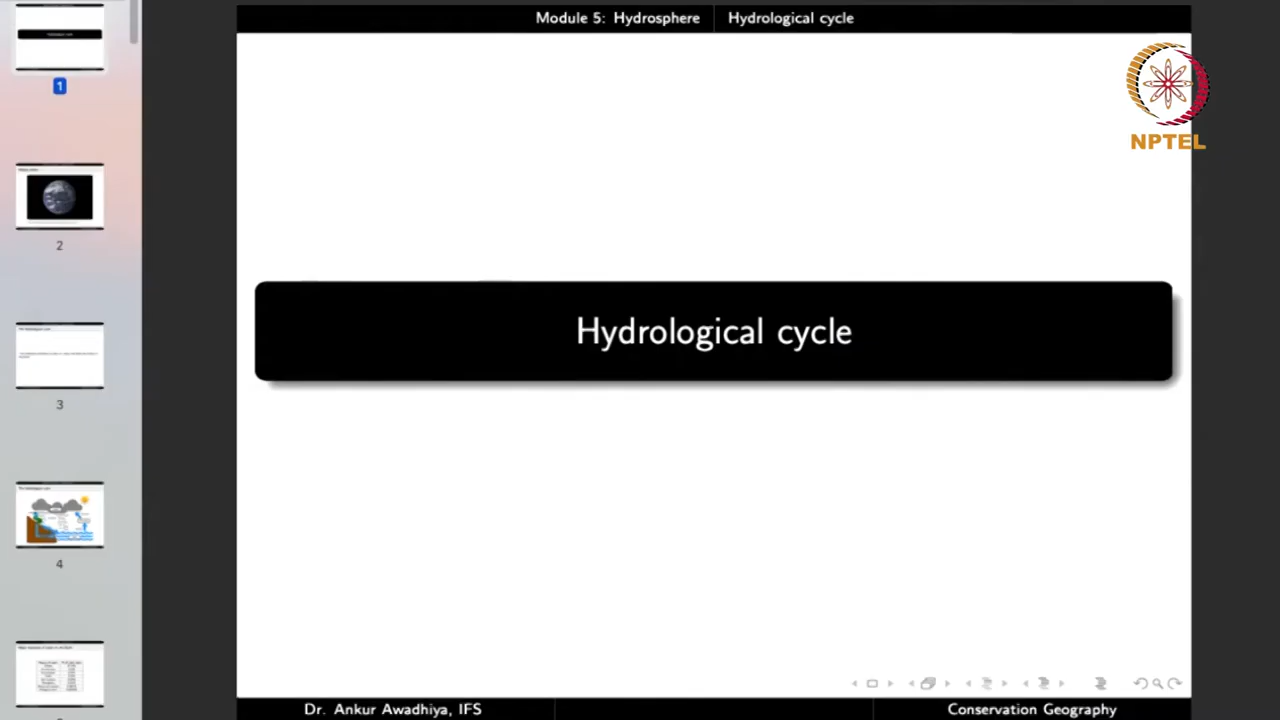 Module 5: Hydrosphere
Hydrological cycle
NPTEL
Hydrological cycle
1
2
3
4
Dr. Ankur Awadhiya, IFS
Conservation Geography